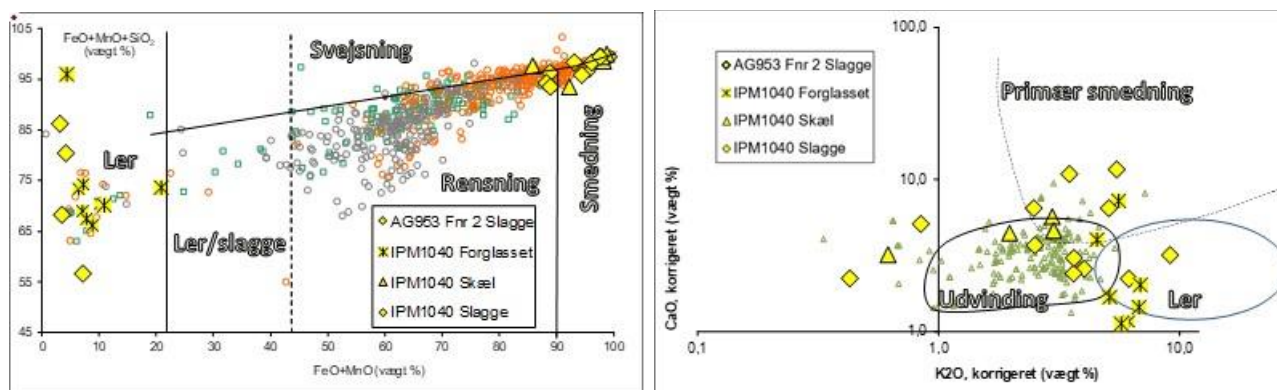 FeO+MnO+SiO2
(vægt %)
105
95
85
75
65
55
45
0
10
20
30
40
50
60
70
80
90
100
FeO+MnO (vægt %)
Svejsning
Ler
Ler/slagge
Rensning
Smedning
AG953 Fnr 2 Slagge
IPM1040 Forglasset
IPM1040 Skæl
IPM1040 Slagge
CaO, korrigeret (vægt %)
100,0
10,0
1,0
0,1
1,0
10,0
K2O, korrigeret (vægt %)
AG953 Fnr 2 Slagge
IPM1040 Forglasset
IPM1040 Skæl
IPM1040 Slagge
Primær smedning
Udvinding
Ler